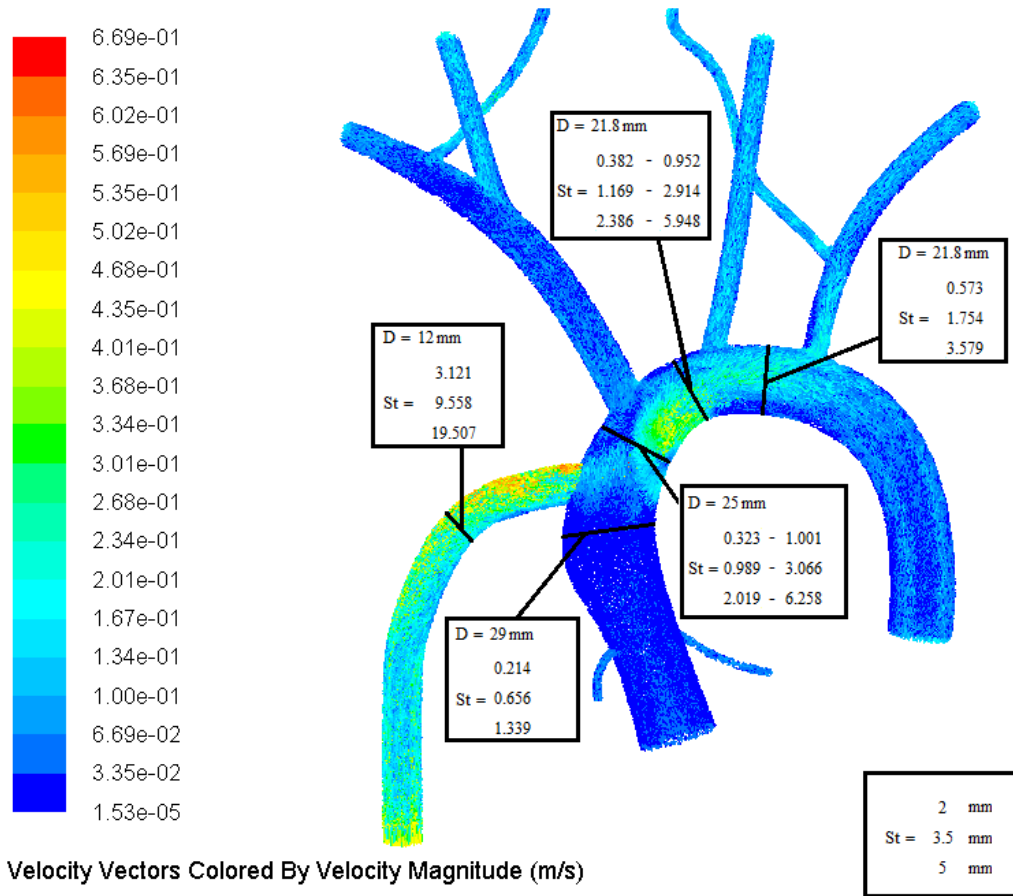 6.69e-01
6.35e-01
6.02e-01
5.69e-01
5.35e-01
5.02e-01
4.68e-01
4.35e-01
4.01e-01
3.68e-01
3.34e-01
3.01e-01
2.68e-01
2.34e-01
2.01e-01
1.67e-01
1.34e-01
1.00e-01
6.69e-02
3.35e-02
1.53e-05
D = 21.8 mm
0.382 - 0.952
St = 1.169 - 2.914
2.386 - 5.948
D = 21.8 mm
0.573
St = 1.754
3.579
D = 12 mm
3.121
St = 9.558
19.507
D = 25 mm
0.323 - 1.001
St = 0.989 - 3.066
2.019 - 6.258
D = 29 mm
0.214
St = 0.656
1.339
2 mm
St = 3.5 mm
5 mm
Velocity Vectors Colored By Velocity Magnitude (m/s)